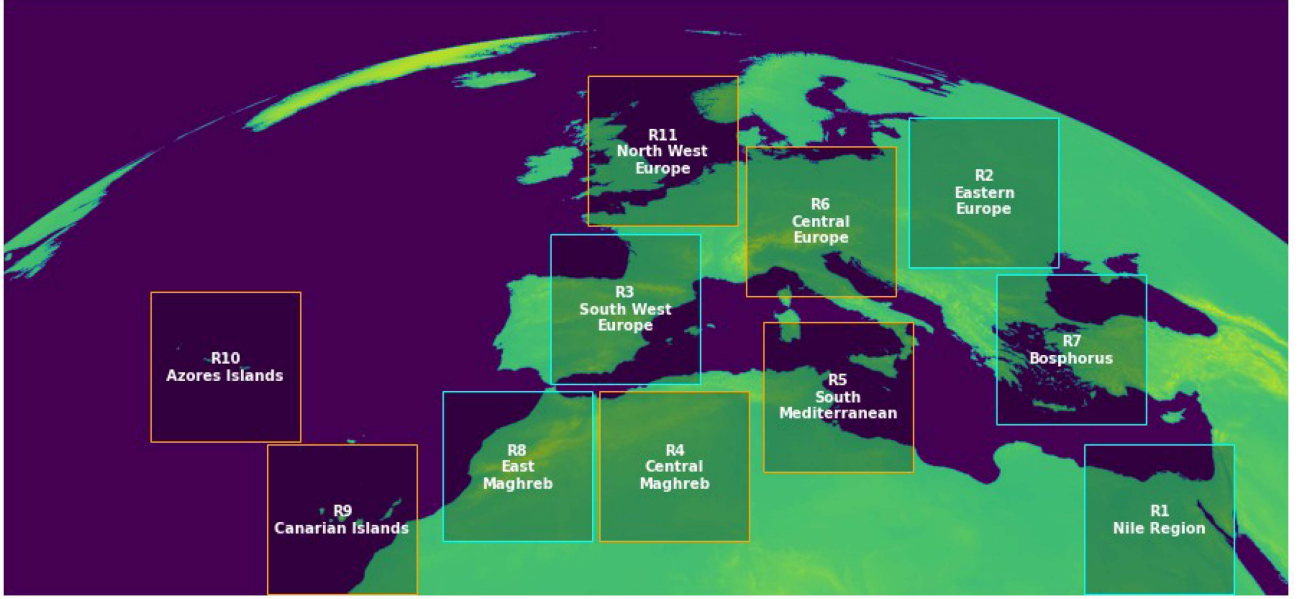 R11
North West
Europe
R2
Eastern
Europe
R6
Central
Europe
R3
South West
Europe
R10
Azores Islands
R7
Bosphorus
R5
South
Mediterranean
R8
East
Maghreb
R4
Central
Maghreb
R9
Canarian Islands
R1
Nile Region